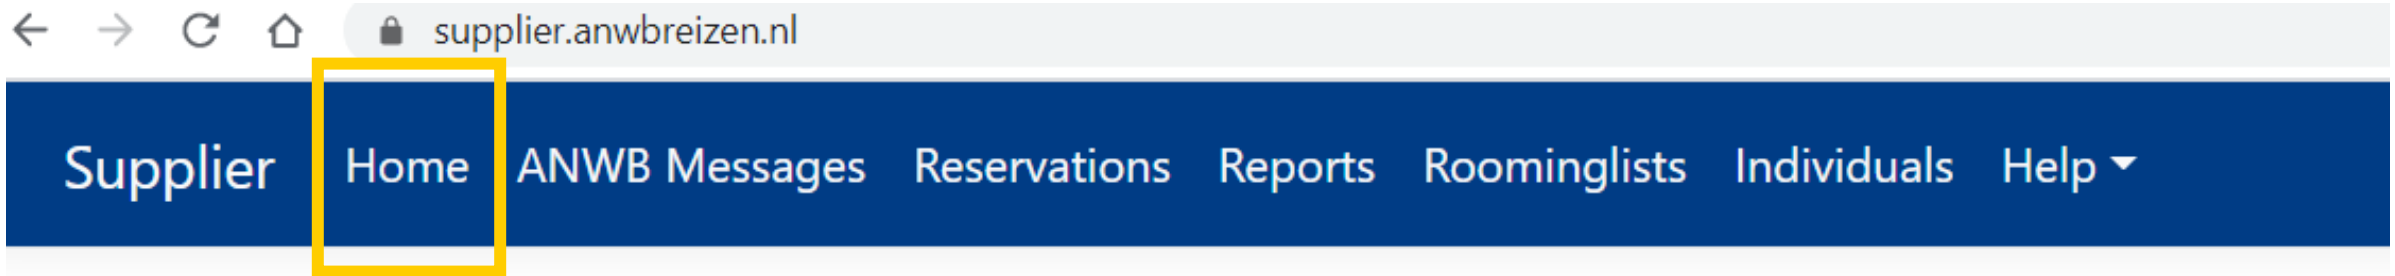 supplier.anwbreizen.nl
Supplier Home ANWB Messages Reservations Reports Roominglists Individuals Help